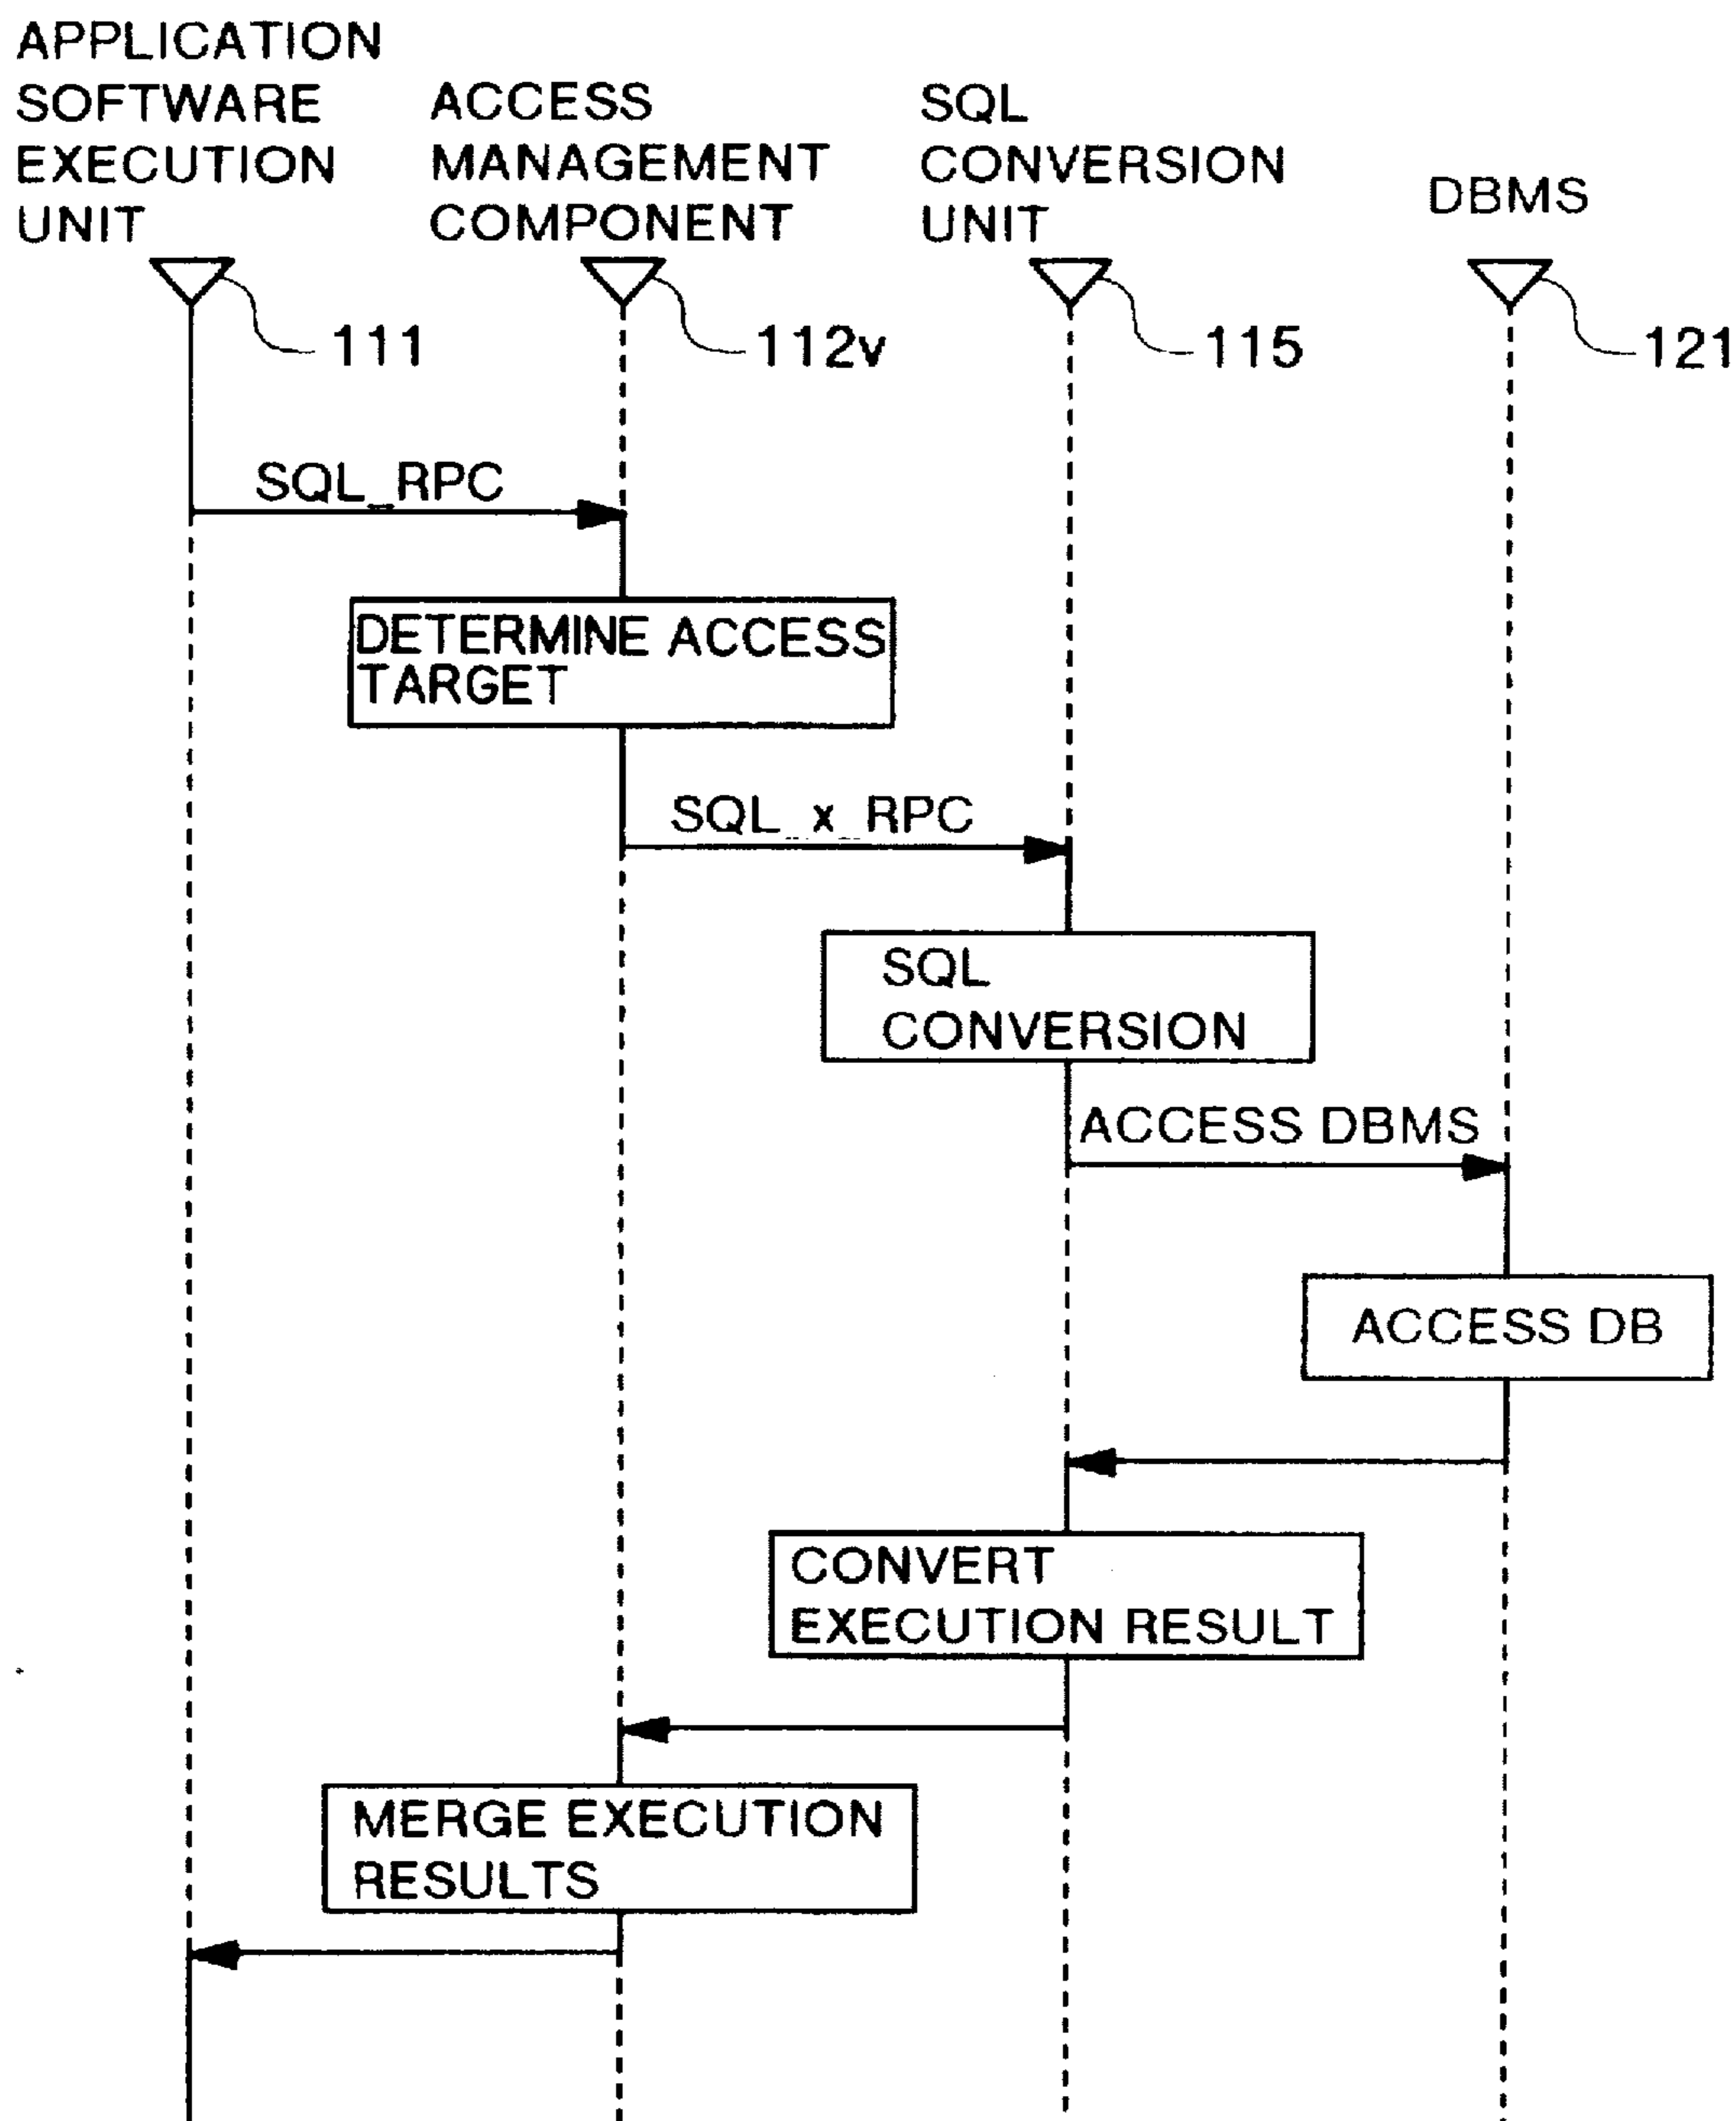 APPLICATION
SOFTWARE
EXECUTION
UNIT
ACCESS
MANAGEMENT
COMPONENT
SQL
CONVERSION
UNIT
DBMS
111
112v
115
121
SQL_RPC
DETERMINE ACCESS
TARGET
SQL_x_RPC
SQL
CONVERSION
ACCESS DBMS
ACCESS DB
CONVERT
EXECUTION RESULT
MERGE EXECUTION
RESULTS